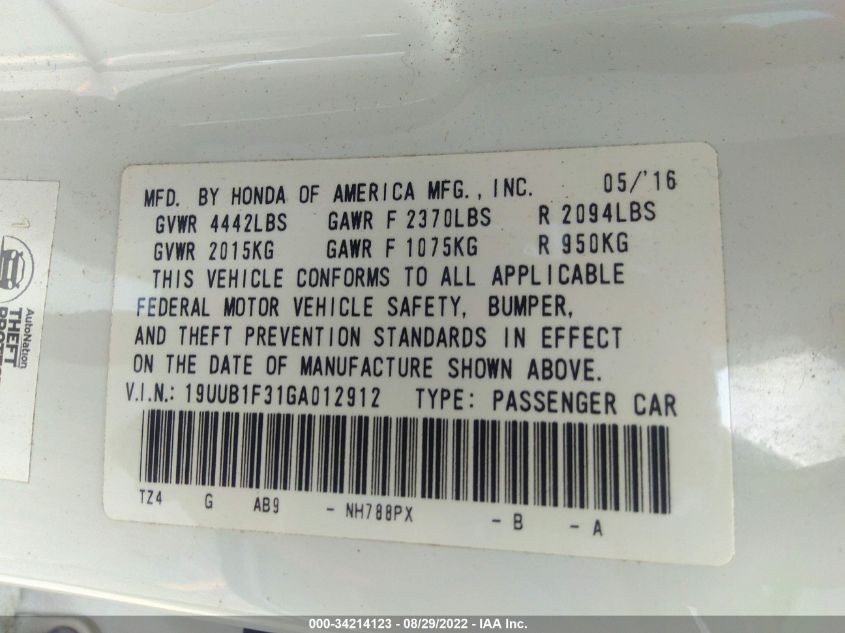 MFD. BY HONDA OF AMERICA MFG., INC. 05/'16
GVWR 4442LBS GAWR F 2370LBS R 2094LBS
GVWR 2015KG GAWR F 1075KG R 950KG
THIS VEHICLE CONFORMS TO ALL APPLICABLE
FEDERAL MOTOR VEHICLE SAFETY, BUMPER,
AND THEFT PREVENTION STANDARDS IN EFFECT
ON THE DATE OF MANUFACTURE SHOWN ABOVE.
V.I.N.: 19UUB1F31GA012912 TYPE: PASSENGER CAR
TZ4 G AB9 - NH788PX - B - A
AutoNation
THEFT
000-34214123 - 08/29/2022 - IAA Inc.